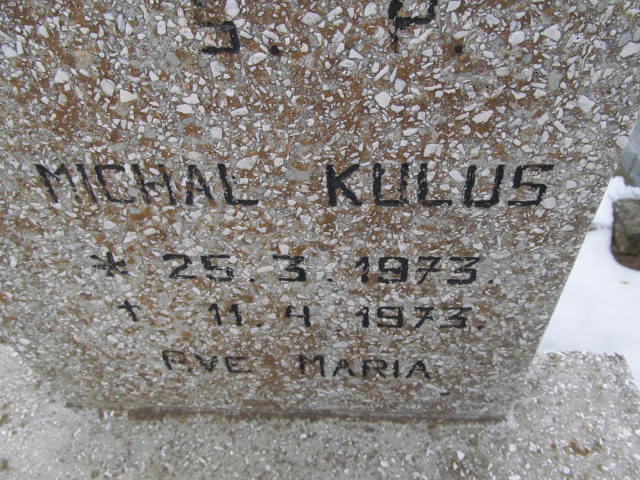 S. P.
MICHAL KULUS
* 25.3.1973.
† 11.4 1973.
AVE MARIA